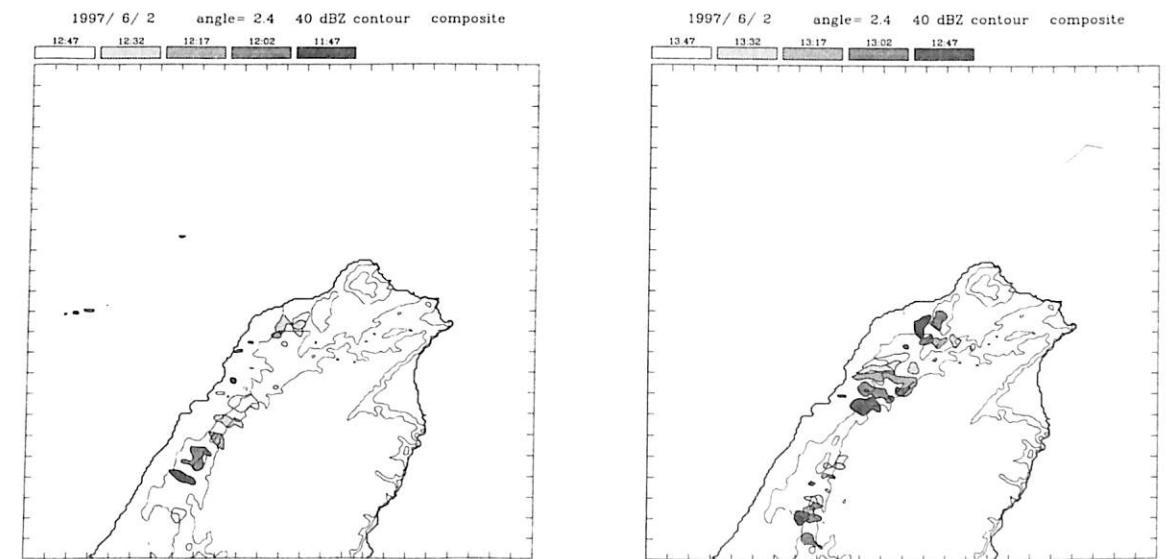 1997/ 6/ 2 angle= 2.4 40 dBZ contour composite
12:47 12:32 12:17 12:02 11:47
1997/ 6/ 2 angle= 2.4 40 dBZ contour composite
13.47 13:32 13:17 13:02 12:47